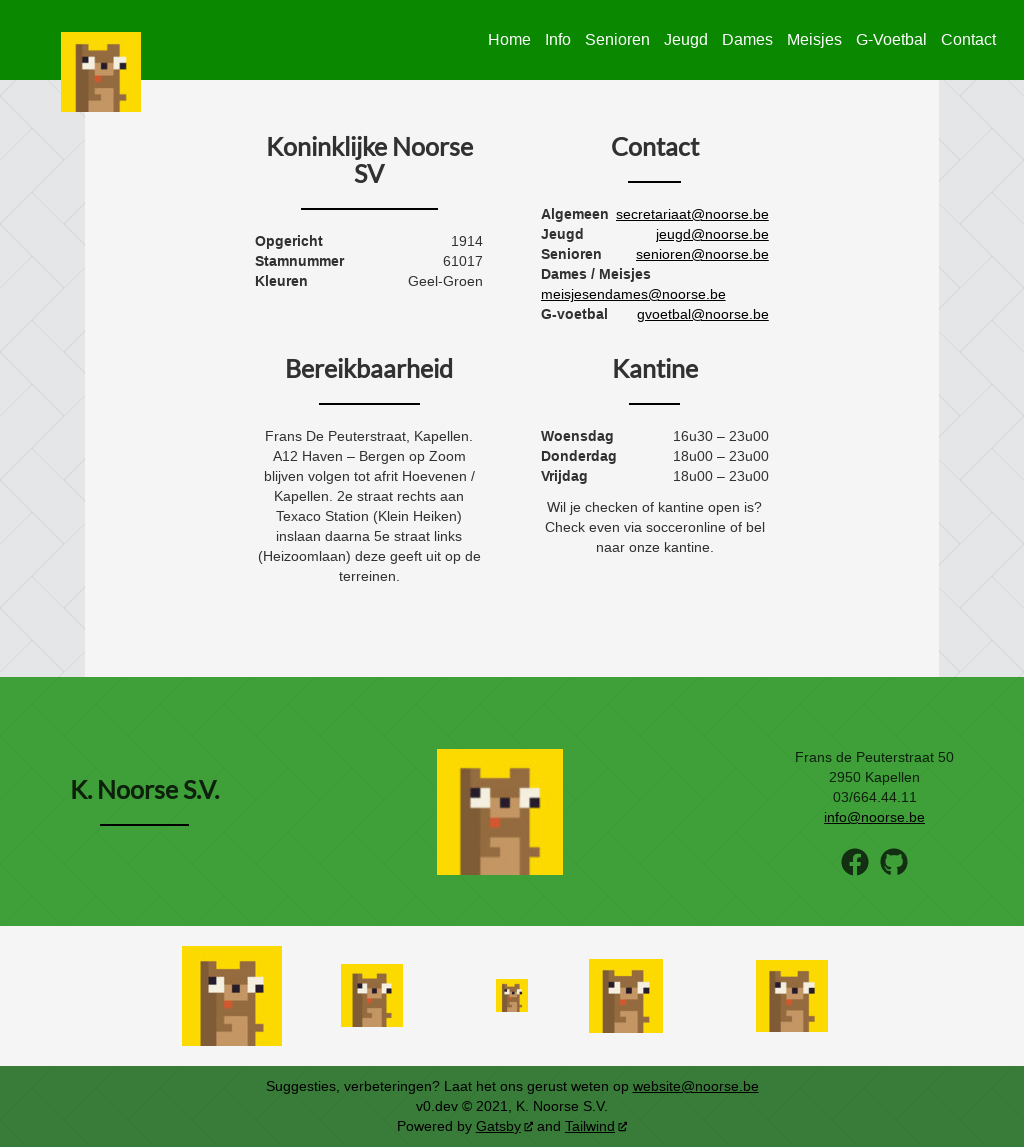 Home Info Senioren Jeugd Dames Meisjes G-Voetbal Contact
Koninklijke Noorse
SV
Opgericht 1914
Stamnummer 61017
Kleuren Geel-Groen
Contact
Algemeen secretariaat@noorse.be
Jeugd jeugd@noorse.be
Senioren senioren@noorse.be
Dames / Meisjes
meisjesendames@noorse.be
G-voetbal gvoetbal@noorse.be
Bereikbaarheid
Frans De Peuterstraat, Kapellen.
A12 Haven – Bergen op Zoom
blijven volgen tot afrit Hoevenen /
Kapellen. 2e straat rechts aan
Texaco Station (Klein Heiken)
inslaan daarna 5e straat links
(Heizoomlaan) deze geeft uit op de
terreinen.
Kantine
Woensdag 16u30 – 23u00
Donderdag 18u00 – 23u00
Vrijdag 18u00 – 23u00
Wil je checken of kantine open is?
Check even via socceronline of bel
naar onze kantine.
K. Noorse S.V.
Frans de Peuterstraat 50
2950 Kapellen
03/664.44.11
info@noorse.be
Suggesties, verbeteringen? Laat het ons gerust weten op website@noorse.be
v0.dev © 2021, K. Noorse S.V.
Powered by Gatsby and Tailwind